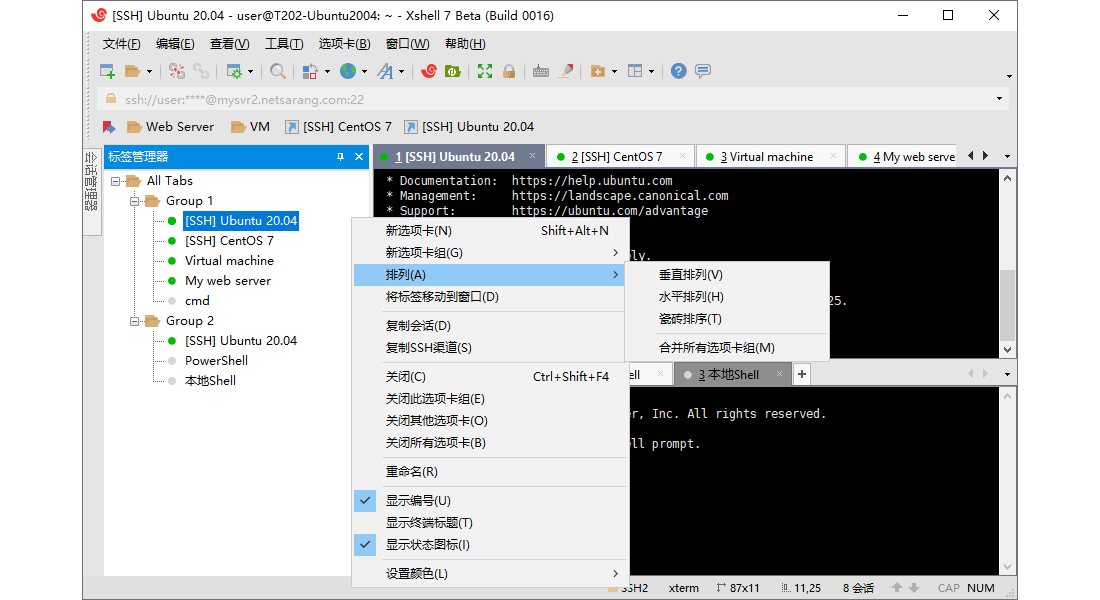 [SSH] Ubuntu 20.04 - user@T202-Ubuntu2004: ~ - Xshell 7 Beta (Build 0016)
文件(F) 编辑(E) 查看(V) 工具(T) 选项卡(B) 窗口(W) 帮助(H)
ssh://user:****@mysvr2.netsarang.com:22
Web Server VM [SSH] CentOS 7 [SSH] Ubuntu 20.04
会话管理器
标签管理器
All Tabs
Group 1
[SSH] Ubuntu 20.04
[SSH] CentOS 7
Virtual machine
My web server
cmd
Group 2
[SSH] Ubuntu 20.04
PowerShell
本地Shell
1 [SSH] Ubuntu 20.04 2 [SSH] CentOS 7 3 Virtual machine 4 My web serve
* Documentation: https://help.ubuntu.com
* Management: https://landscape.canonical.com
* Support: https://ubuntu.com/advantage
ly.
25.
新选项卡(N) Shift+Alt+N
新选项卡组(G)
排列(A)
将标签移动到窗口(D)
复制会话(D)
复制SSH渠道(S)
关闭(C) Ctrl+Shift+F4
关闭此选项卡组(E)
关闭其他选项卡(O)
关闭所有选项卡(B)
重命名(R)
显示编号(U)
显示终端标题(T)
显示状态图标(I)
设置颜色(L)
垂直排列(V)
水平排列(H)
瓷砖排序(T)
合并所有选项卡组(M)
ell 3 本地Shell
er, Inc. All rights reserved.
ell prompt.
SSH2 xterm 87x11 11,25 8 会话 CAP NUM